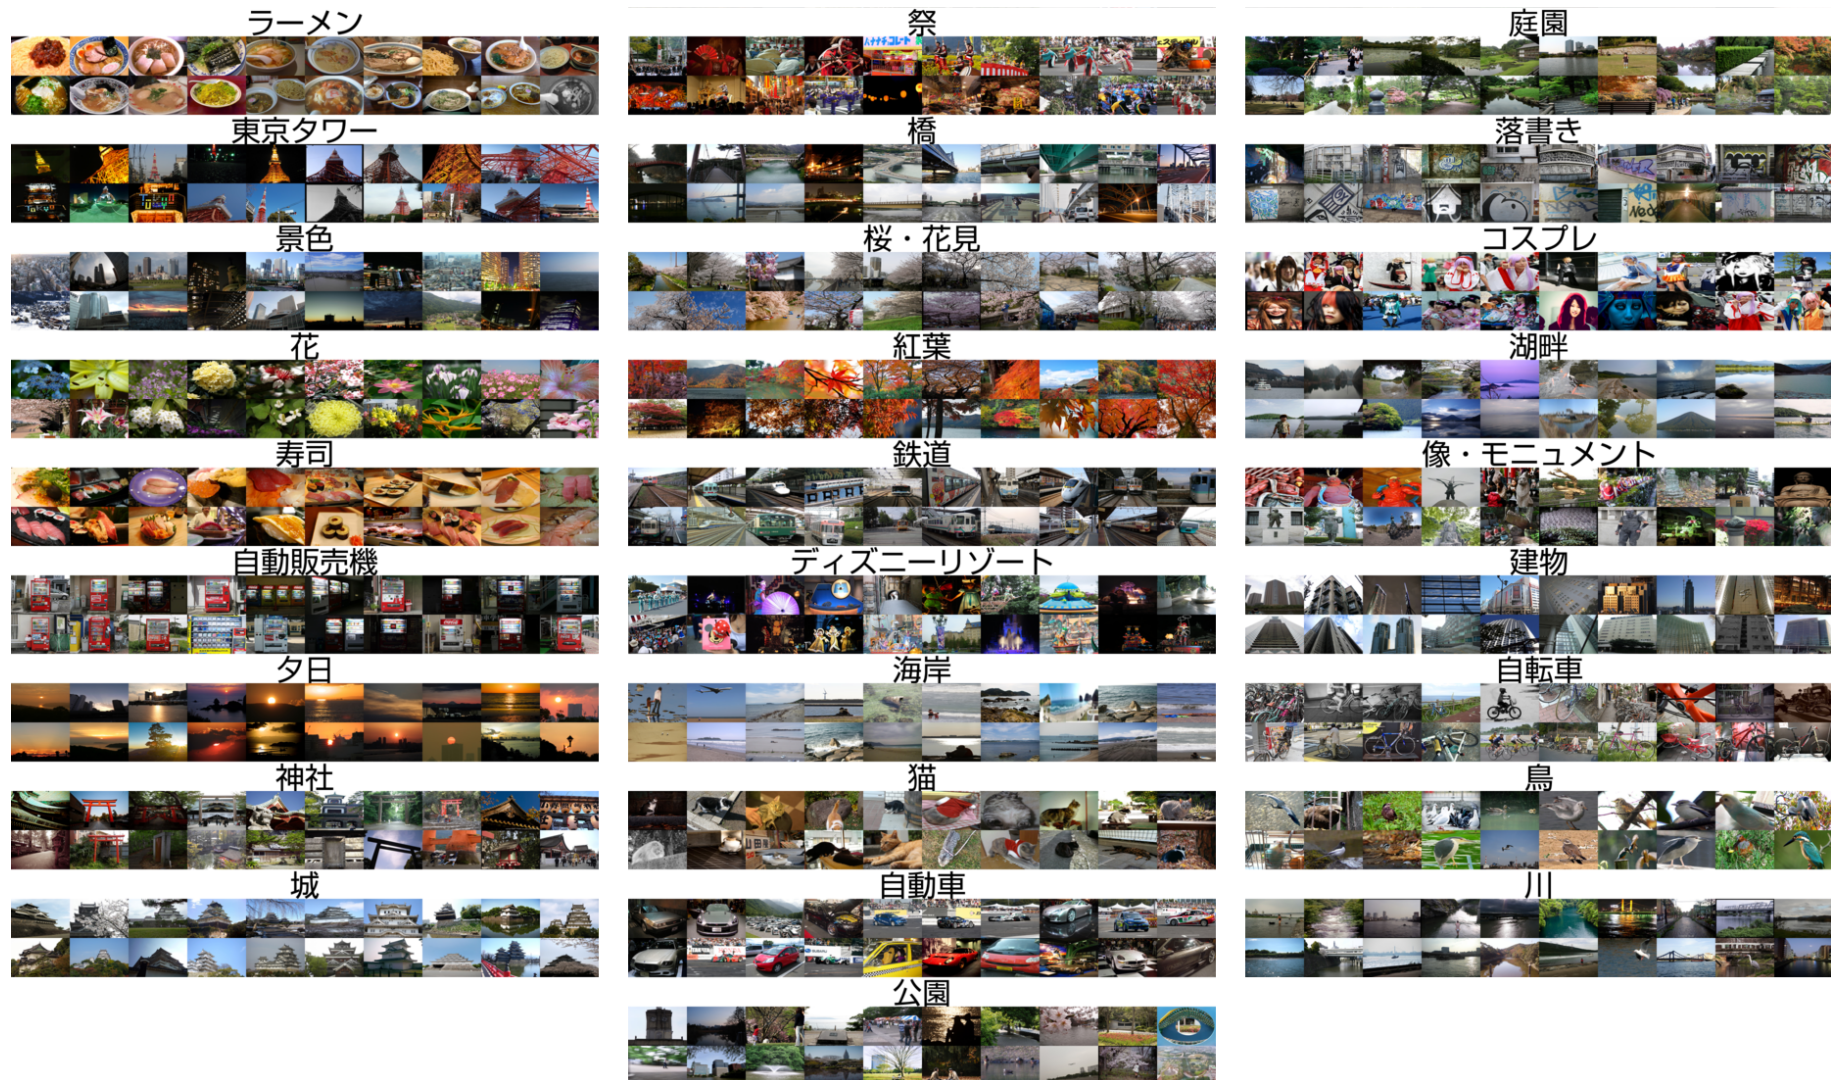 ラーメン
祭
庭園
東京タワー
橋
落書き
景色
桜・花見
コスプレ
花
紅葉
湖畔
寿司
鉄道
像・モニュメント
自動販売機
ディズニーリゾート
建物
夕日
海岸
自転車
神社
猫
鳥
城
自動車
川
公園